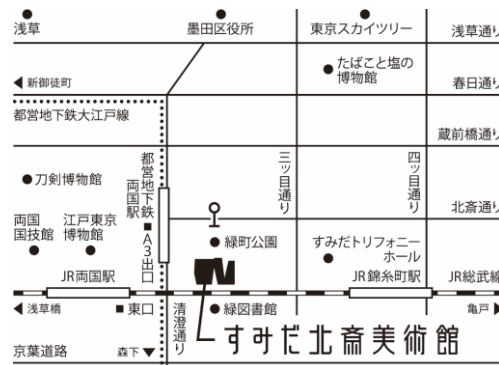 浅草
墨田区役所
東京スカイツリー
浅草通り
たばこと塩の
博物館
新御徒町
春日通り
都営地下鉄大江戸線
蔵前橋通り
都営地下鉄
両国駅
A3出口
三ッ目通り
四ッ目通り
刀剣博物館
北斎通り
両国
国技館
江戸東京
博物館
緑町公園
すみだトリフォニー
ホール
JR両国駅
JR錦糸町駅
JR総武線
浅草橋
東口
清澄通り
緑図書館
亀戸
すみだ北斎美術館
京葉道路
森下